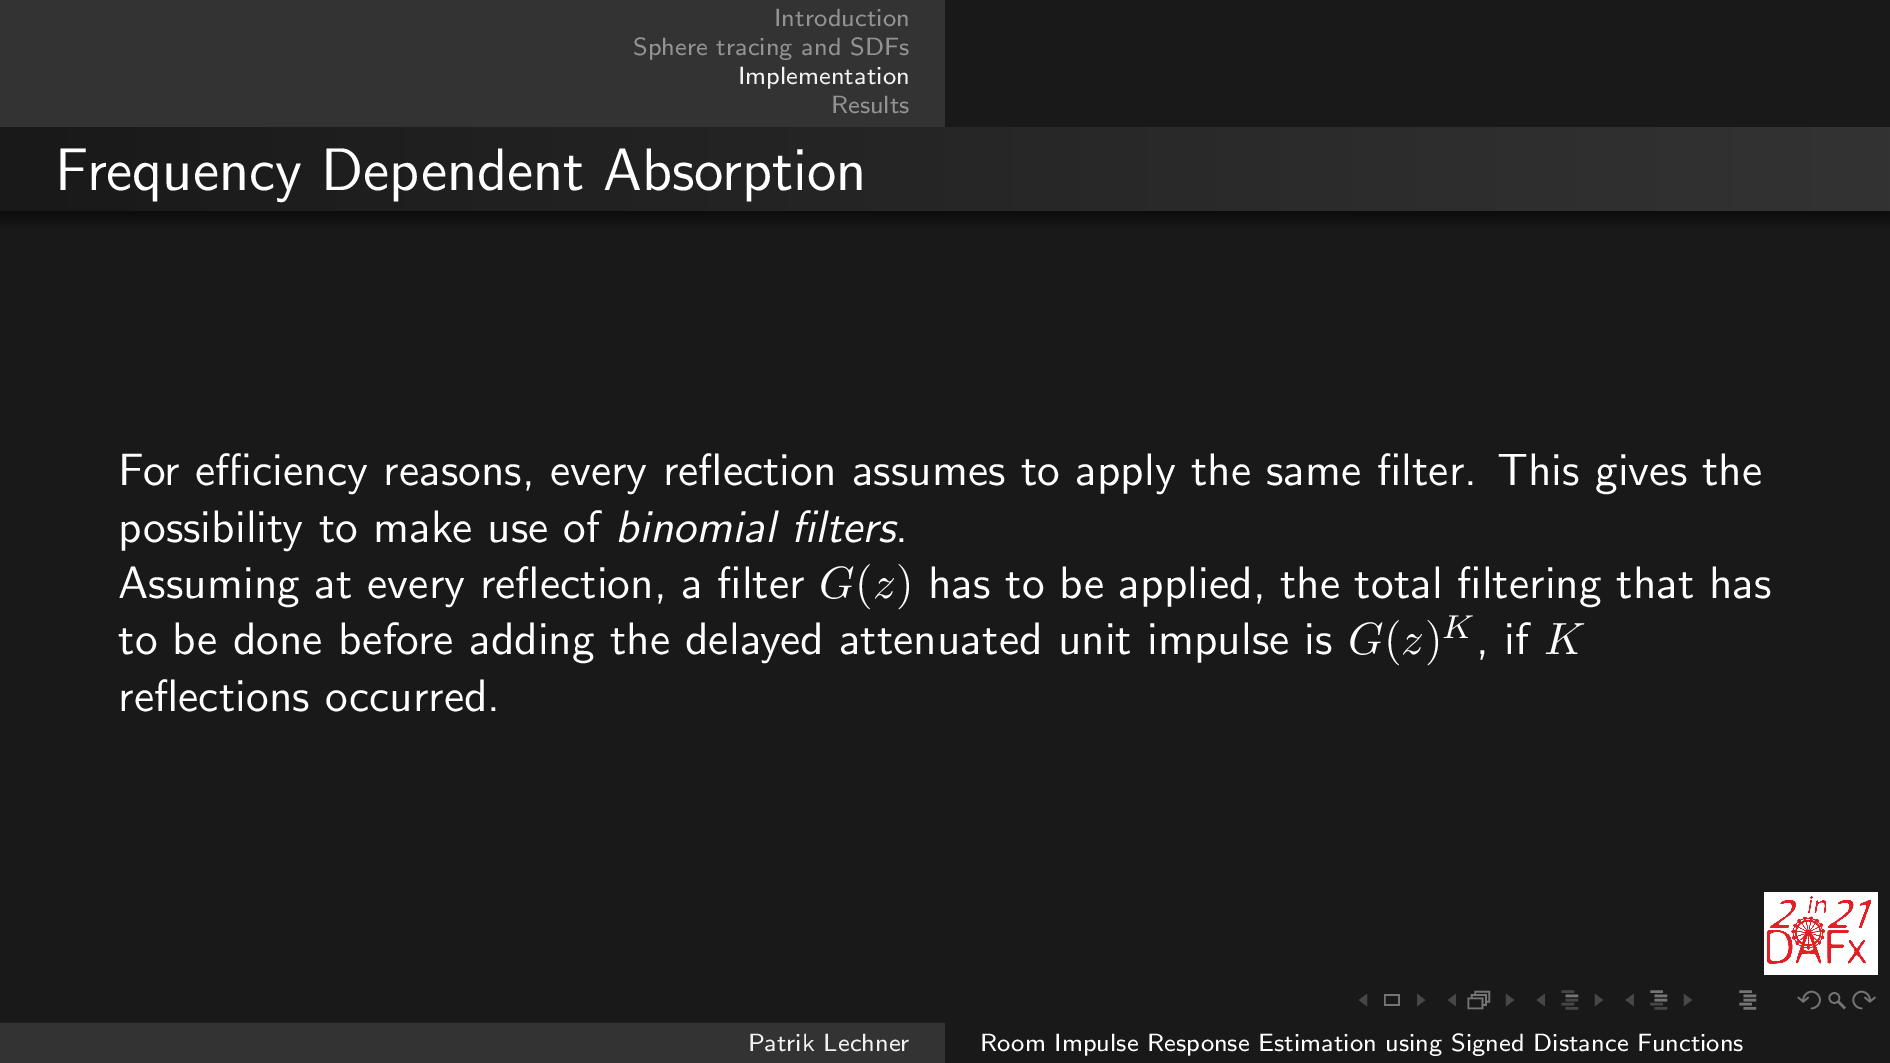 Introduction
Sphere tracing and SDFs
Implementation
Results
Frequency Dependent Absorption
For efficiency reasons, every reflection assumes to apply the same filter. This gives the
possibility to make use of binomial filters.
Assuming at every reflection, a filter G(z) has to be applied, the total filtering that has
to be done before adding the delayed attenuated unit impulse is G(z)^K, if K
reflections occurred.
2 in 21
DAFx
Patrik Lechner
Room Impulse Response Estimation using Signed Distance Functions